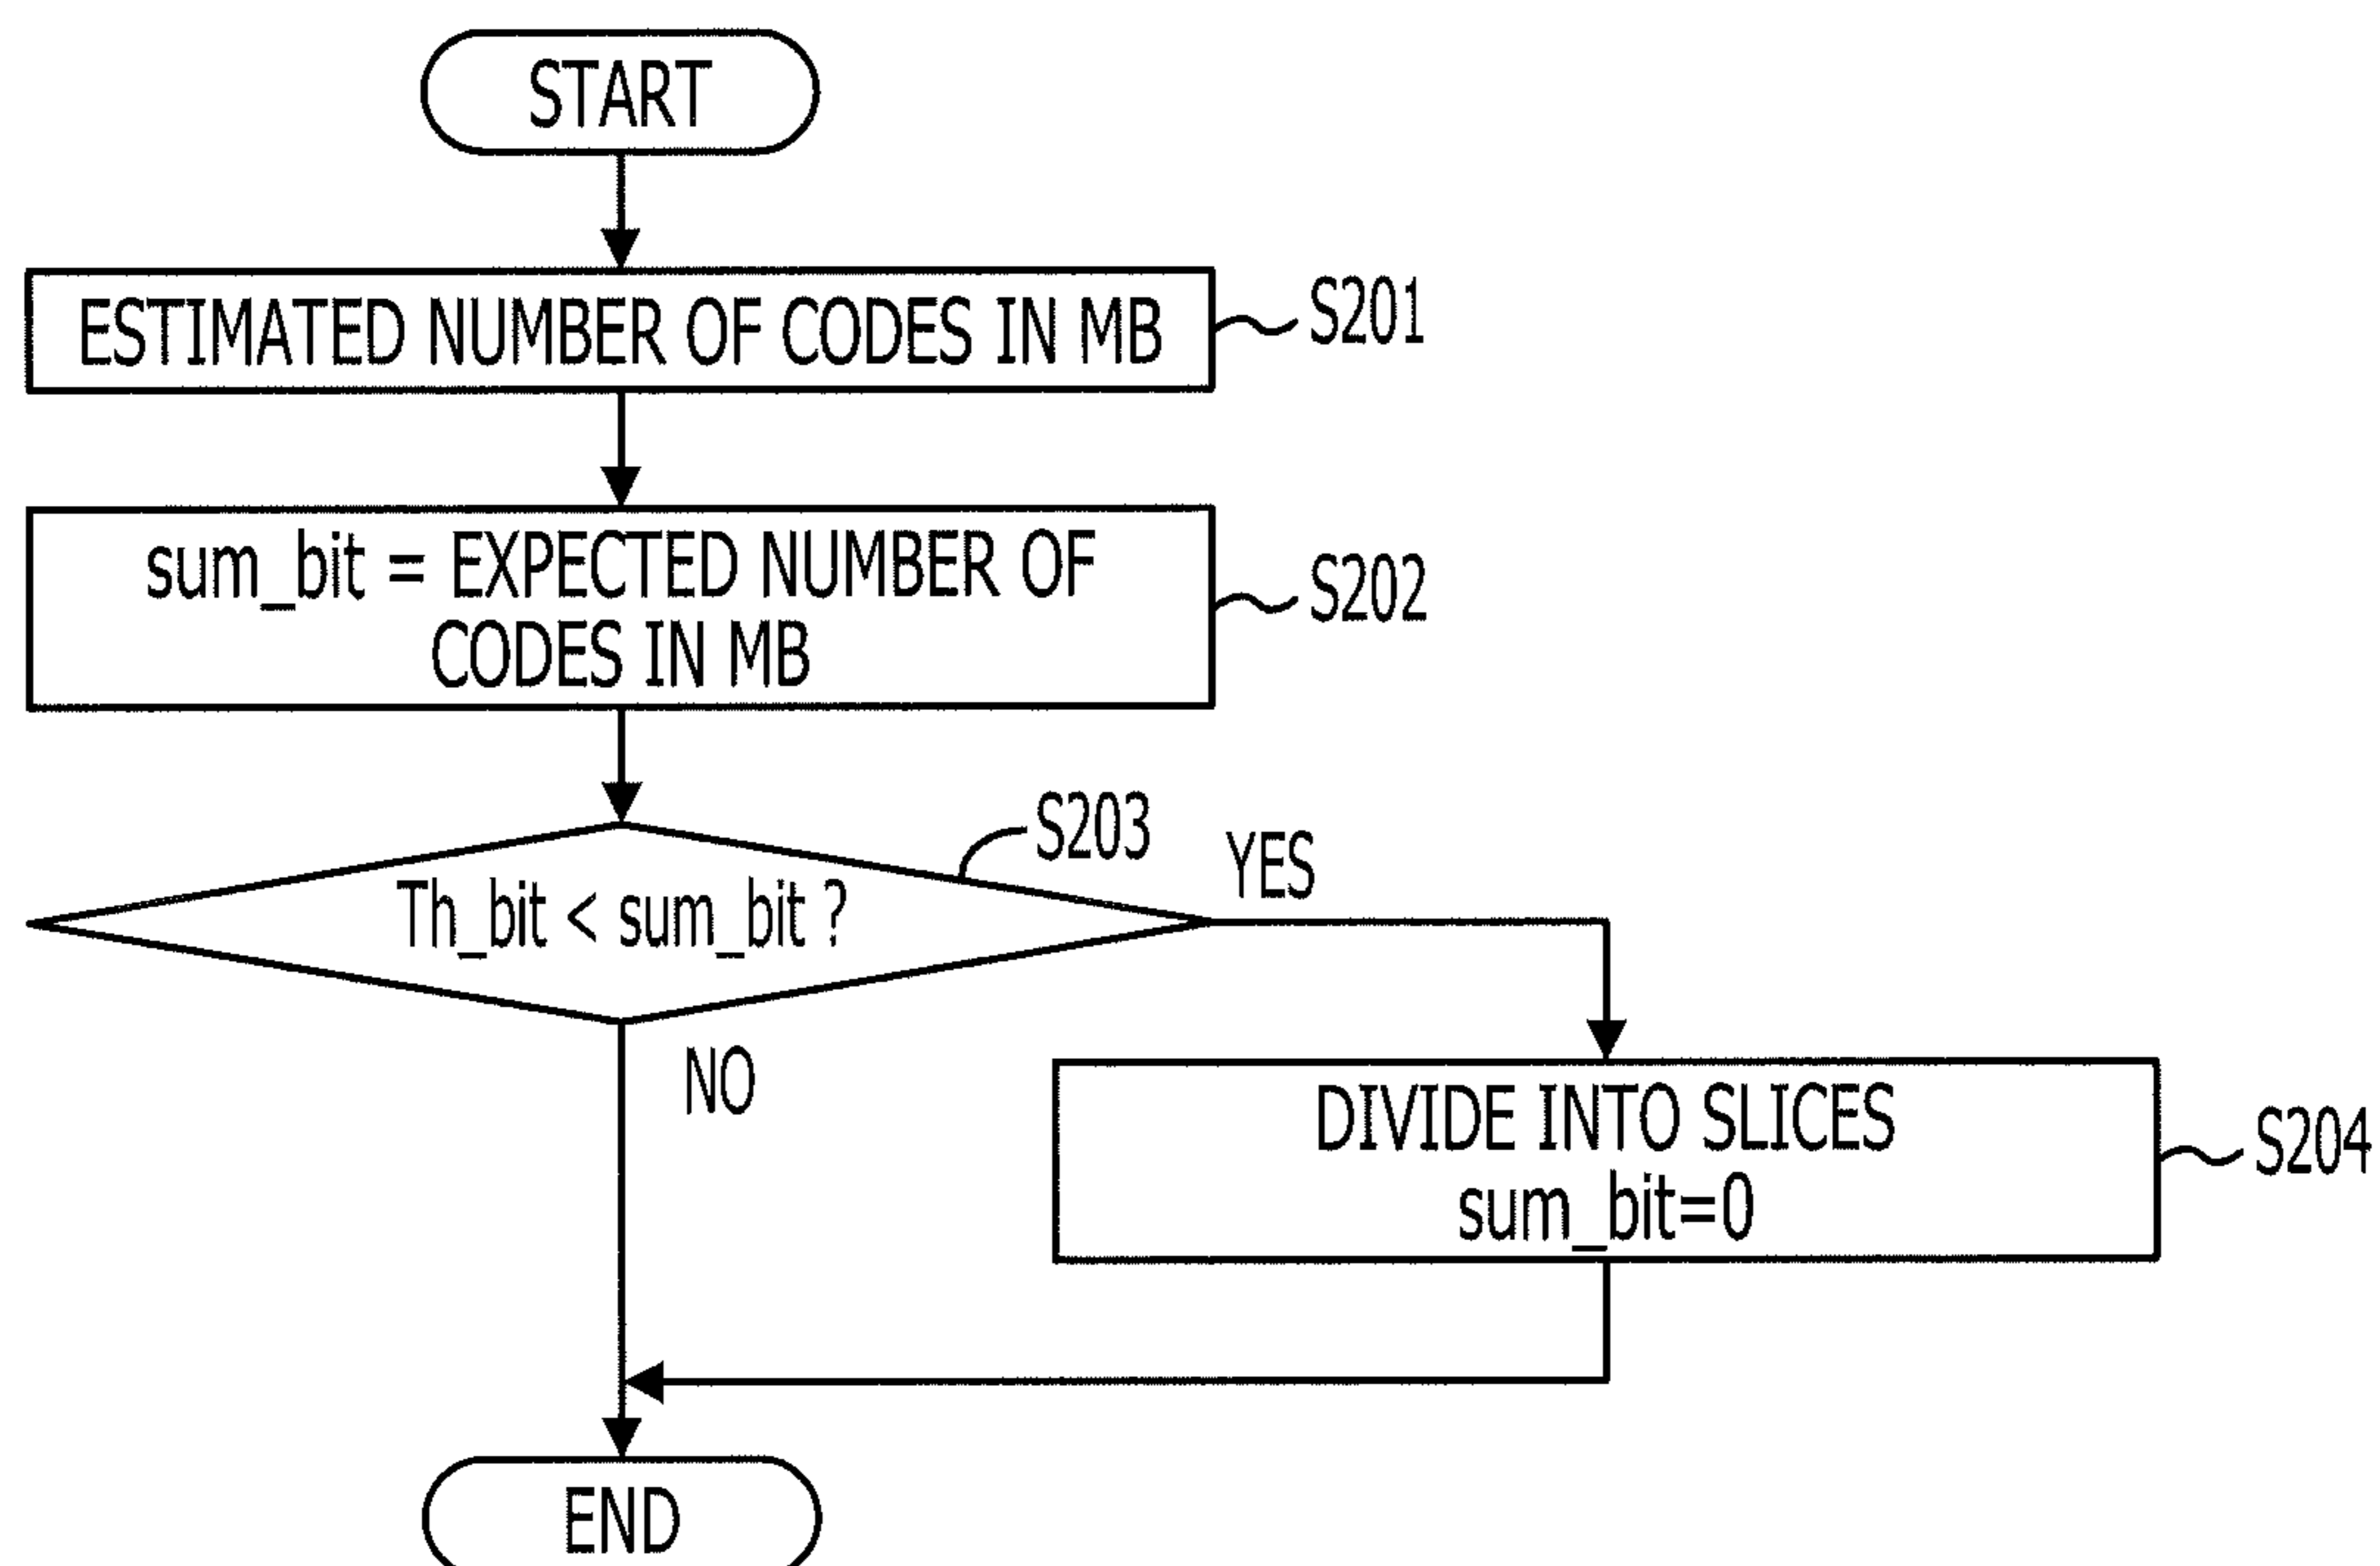 START
ESTIMATED NUMBER OF CODES IN MB
S201
sum_bit = EXPECTED NUMBER OF
CODES IN MB
S202
S203
Th_bit < sum_bit ?
YES
NO
DIVIDE INTO SLICES
sum_bit=0
S204
END